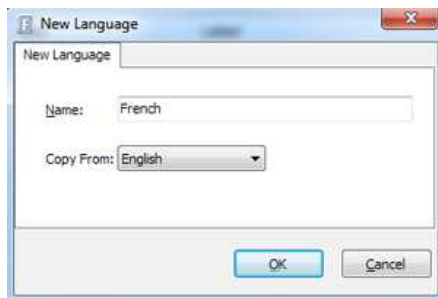 New Language
New Language
Name: French
Copy From: English
OK Cancel